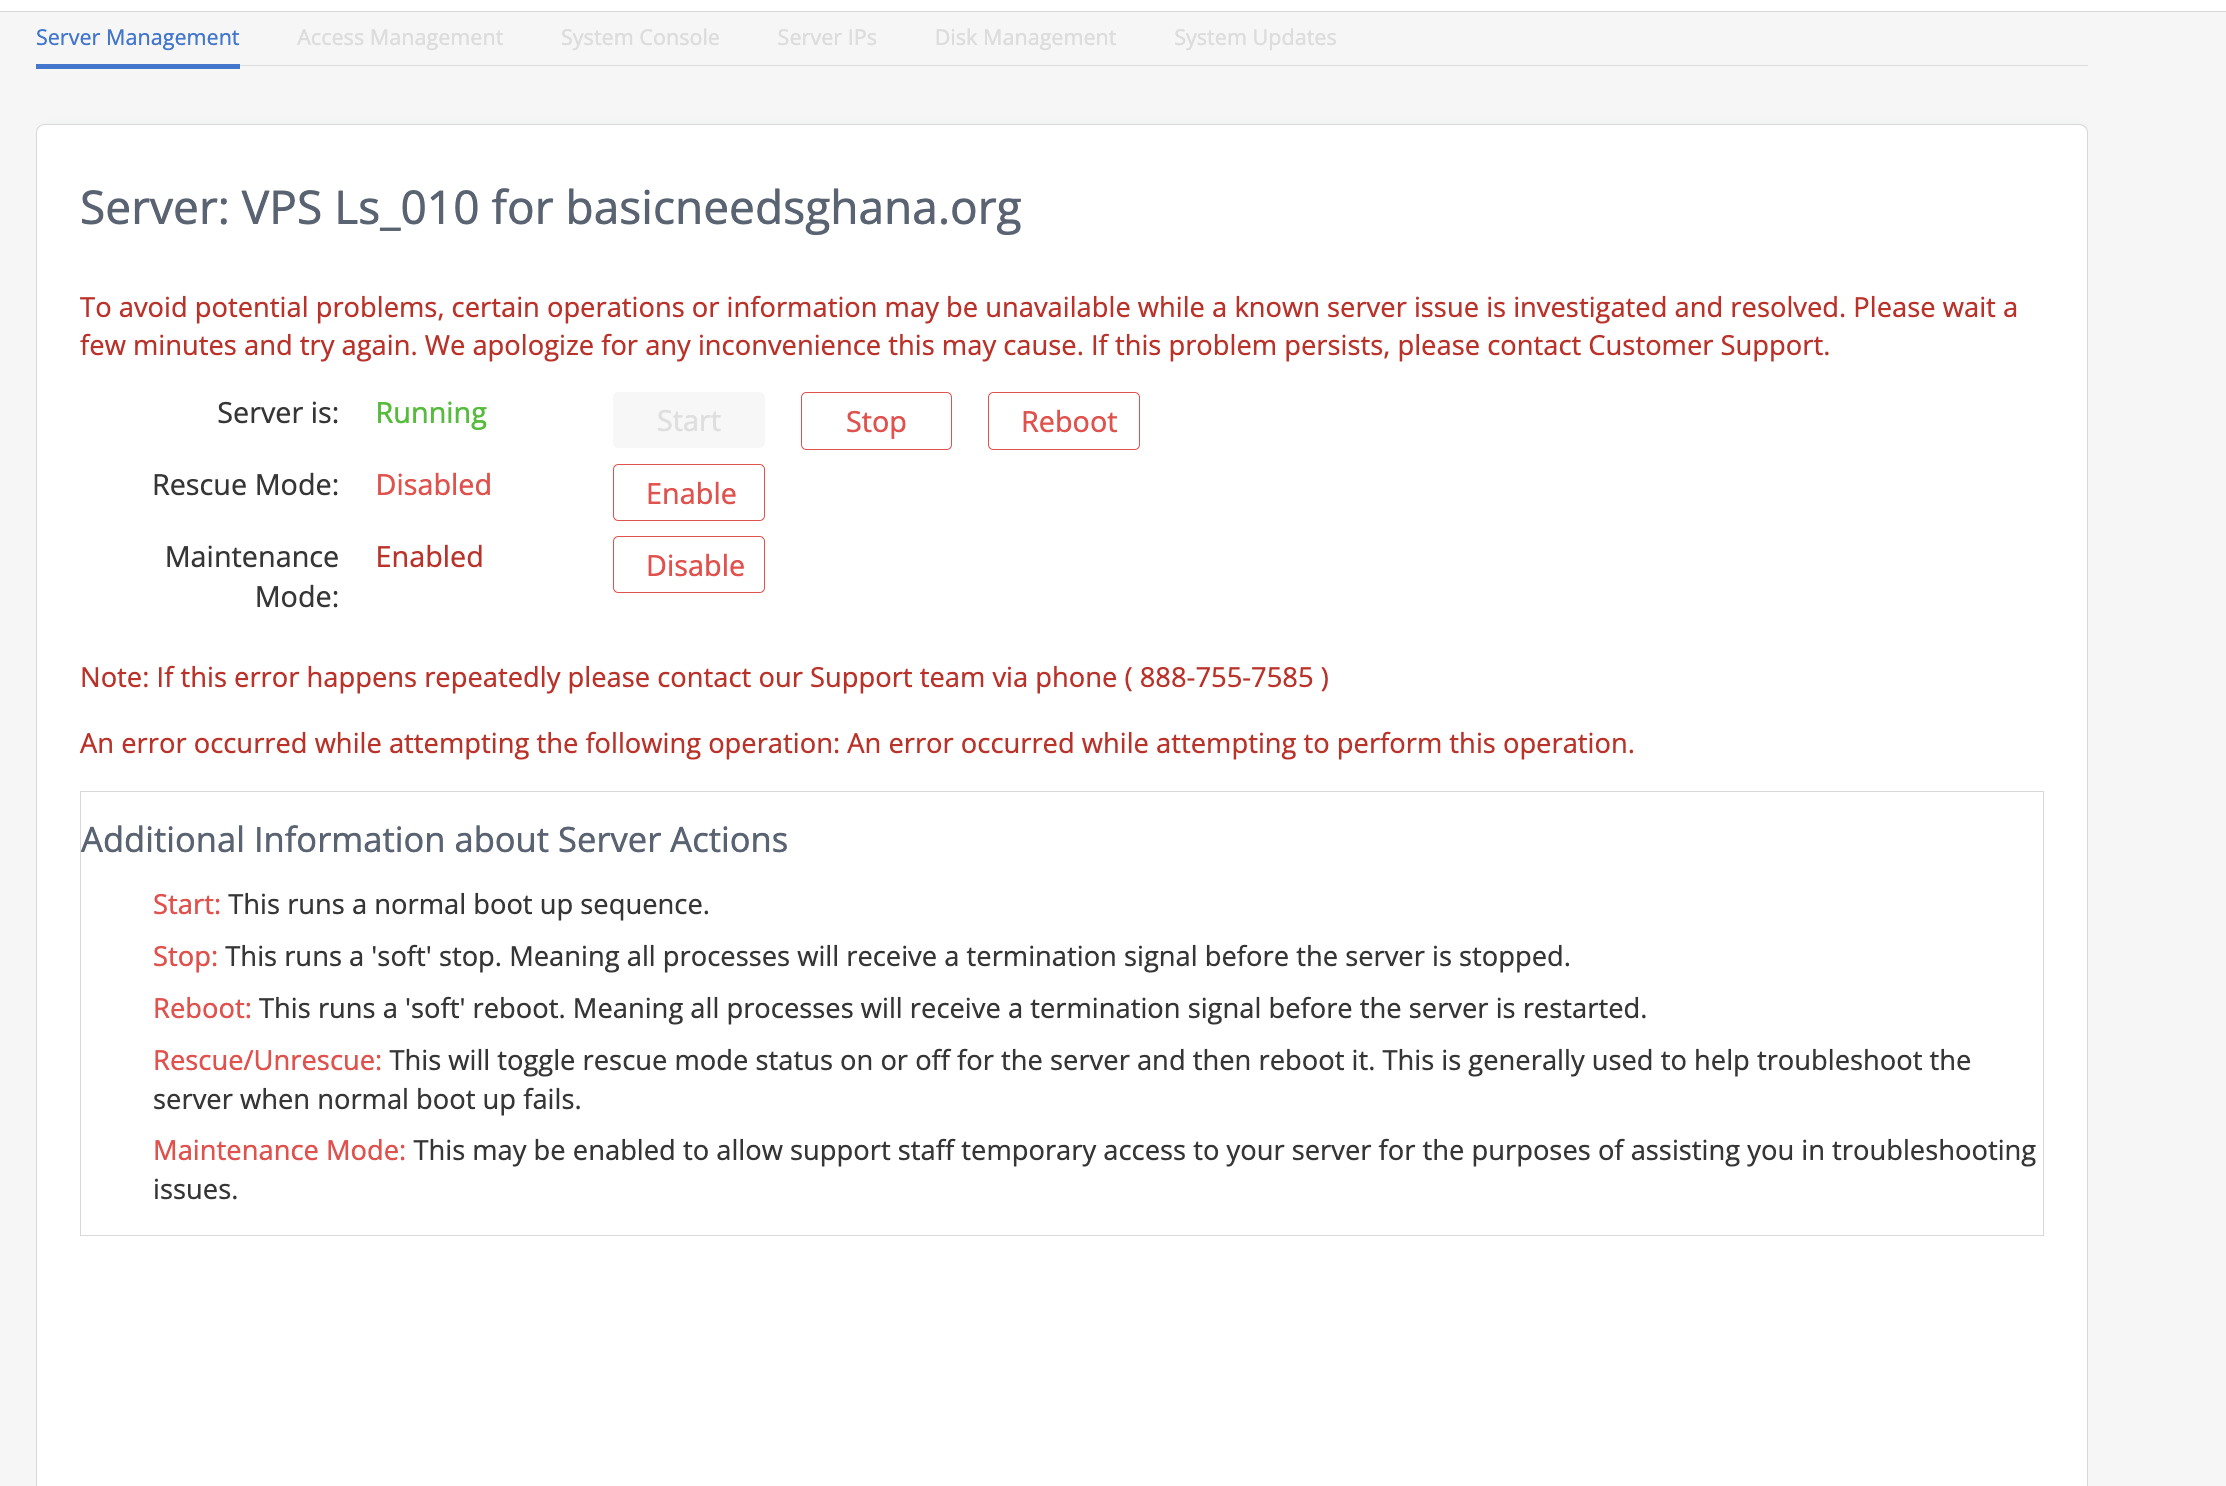 Server Management Access Management System Console Server IPs Disk Management System Updates
Server: VPS Ls_010 for basicneedsghana.org
To avoid potential problems, certain operations or information may be unavailable while a known server issue is investigated and resolved. Please wait a
few minutes and try again. We apologize for any inconvenience this may cause. If this problem persists, please contact Customer Support.
Server is: Running Start Stop Reboot
Rescue Mode: Disabled Enable
Maintenance Enabled Disable
Mode:
Note: If this error happens repeatedly please contact our Support team via phone ( 888-755-7585 )
An error occurred while attempting the following operation: An error occurred while attempting to perform this operation.
Additional Information about Server Actions
Start: This runs a normal boot up sequence.
Stop: This runs a 'soft' stop. Meaning all processes will receive a termination signal before the server is stopped.
Reboot: This runs a 'soft' reboot. Meaning all processes will receive a termination signal before the server is restarted.
Rescue/Unrescue: This will toggle rescue mode status on or off for the server and then reboot it. This is generally used to help troubleshoot the
server when normal boot up fails.
Maintenance Mode: This may be enabled to allow support staff temporary access to your server for the purposes of assisting you in troubleshooting
issues.